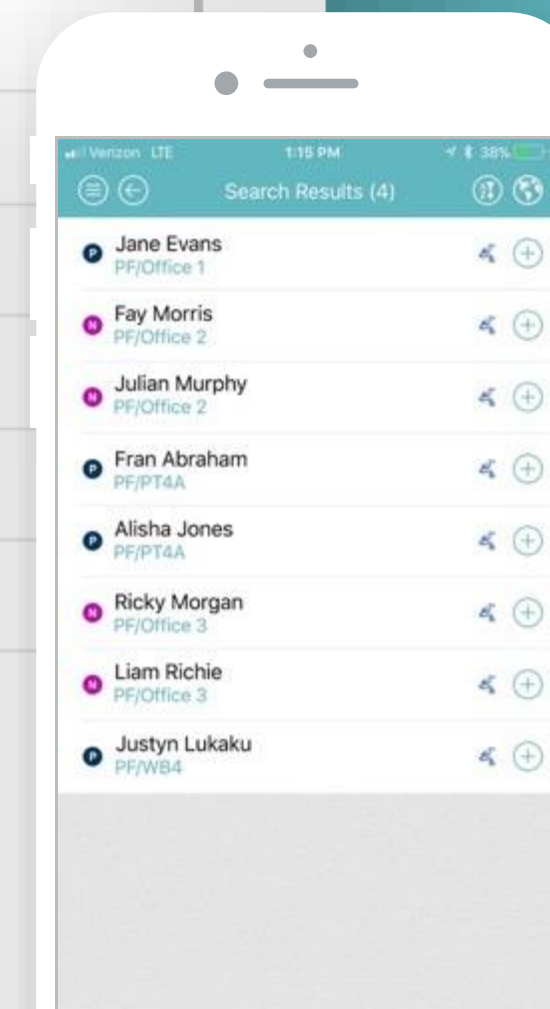 Verizon LTE 1:15 PM 38%
Search Results (4)
P Jane Evans
PF/Office 1
N Fay Morris
PF/Office 2
N Julian Murphy
PF/Office 2
P Fran Abraham
PF/PT4A
P Alisha Jones
PF/PT4A
N Ricky Morgan
PF/Office 3
N Liam Richie
PF/Office 3
P Justyn Lukaku
PF/WB4